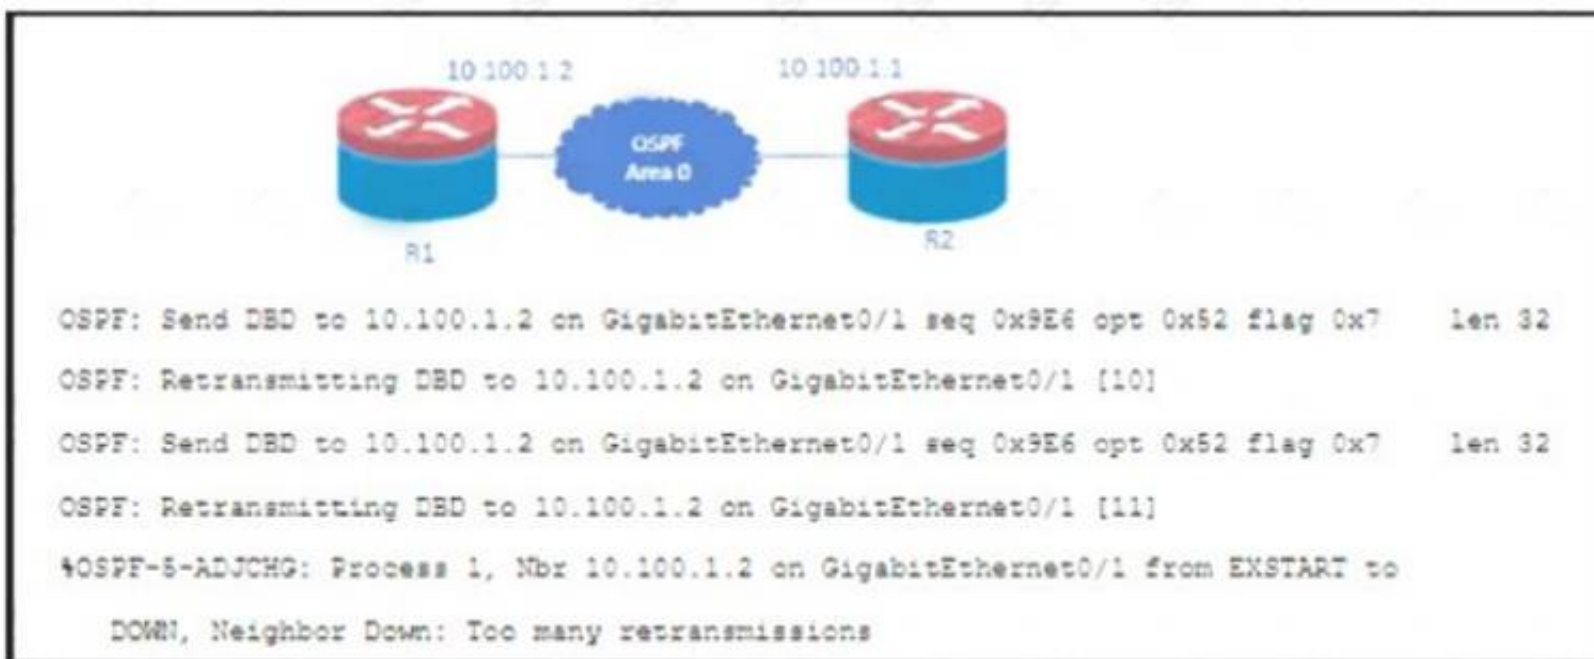 10.100.1.2
10.100.1.1
OSPF
Area 0
R1
R2
OSPF: Send DBD to 10.100.1.2 on GigabitEthernet0/1 seq 0x9E6 opt 0x52 flag 0x7 len 32
OSPF: Retransmitting DBD to 10.100.1.2 on GigabitEthernet0/1 [10]
OSPF: Send DBD to 10.100.1.2 on GigabitEthernet0/1 seq 0x9E6 opt 0x52 flag 0x7 len 32
OSPF: Retransmitting DBD to 10.100.1.2 on GigabitEthernet0/1 [11]
%OSPF-5-ADJCHG: Process 1, Nbr 10.100.1.2 on GigabitEthernet0/1 from EXSTART to
DOWN, Neighbor Down: Too many retransmissions